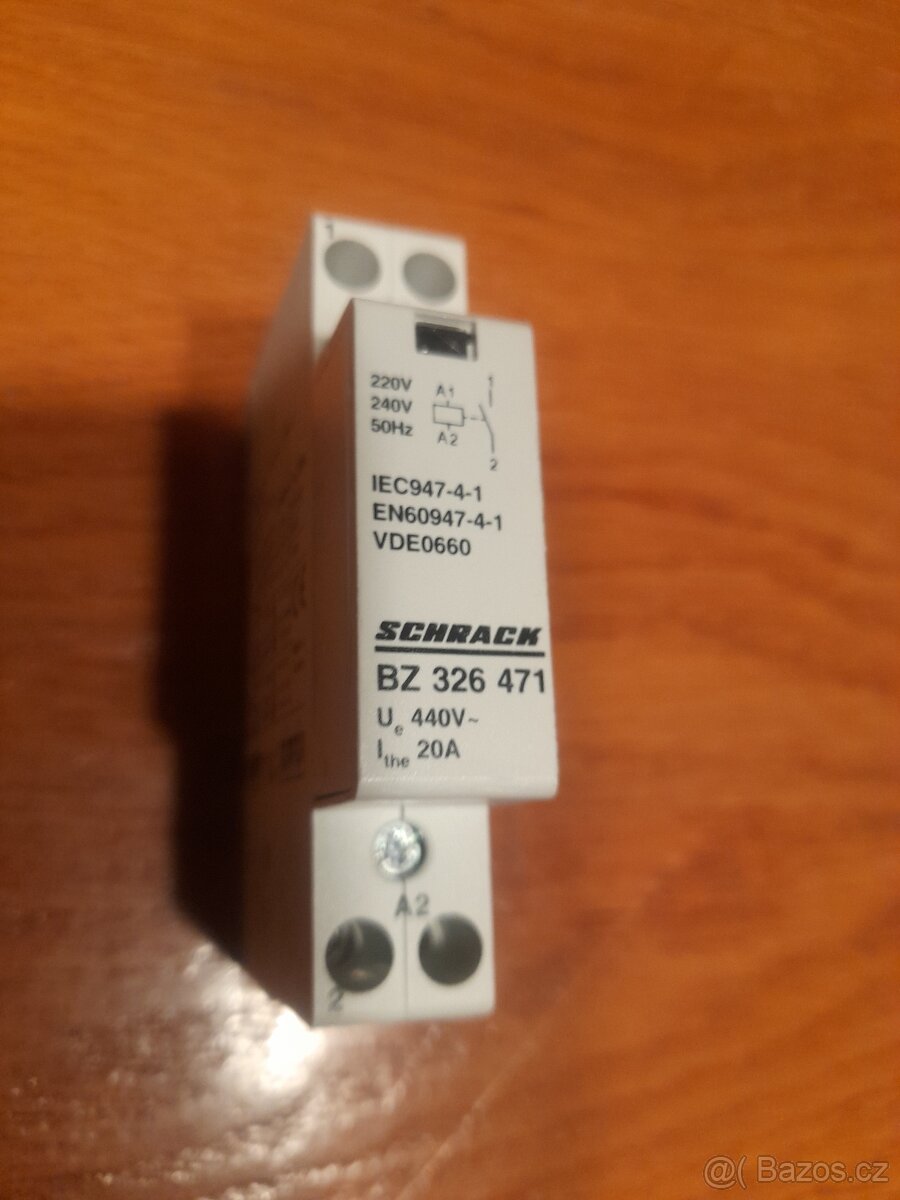 1
220V
A1
1
240V
50Hz
A2
2
IEC947-4-1
EN60947-4-1
VDE0660
SCHRACK
BZ 326 471
Ue 440V~
Ithe 20A
A2
2
@( Bazos.cz